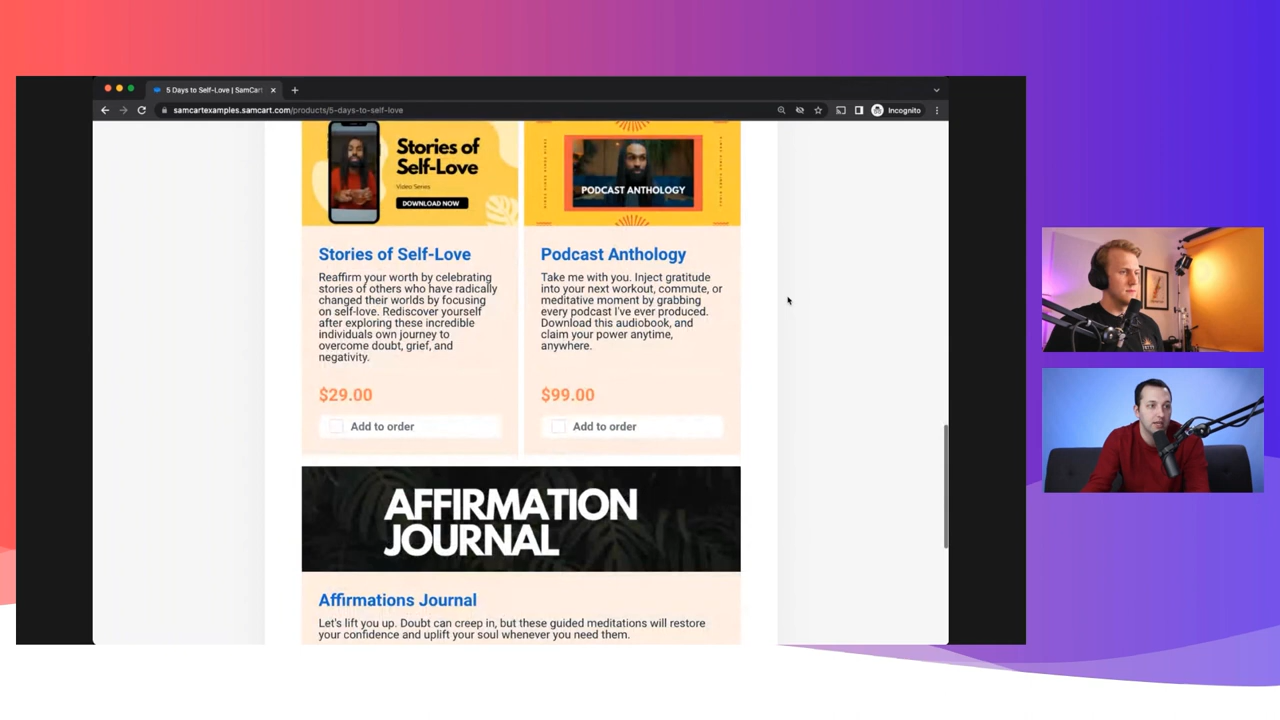 5 Days to Self-Love | SamCart
samcartexamples.samcart.com/products/5-days-to-self-love
Incognito
Stories of
Self-Love
Video Series
DOWNLOAD NOW
PODCAST ANTHOLOGY
Stories of Self-Love
Reaffirm your worth by celebrating
stories of others who have radically
changed their worlds by focusing
on self-love. Rediscover yourself
after exploring these incredible
individuals own journey to
overcome doubt, grief, and
negativity.
$29.00
Add to order
Podcast Anthology
Take me with you. Inject gratitude
into your next workout, commute, or
meditative moment by grabbing
every podcast I've ever produced.
Download this audiobook, and
claim your power anytime,
anywhere.
$99.00
Add to order
AFFIRMATION
JOURNAL
Affirmations Journal
Let's lift you up. Doubt can creep in, but these guided meditations will restore
your confidence and uplift your soul whenever you need them.